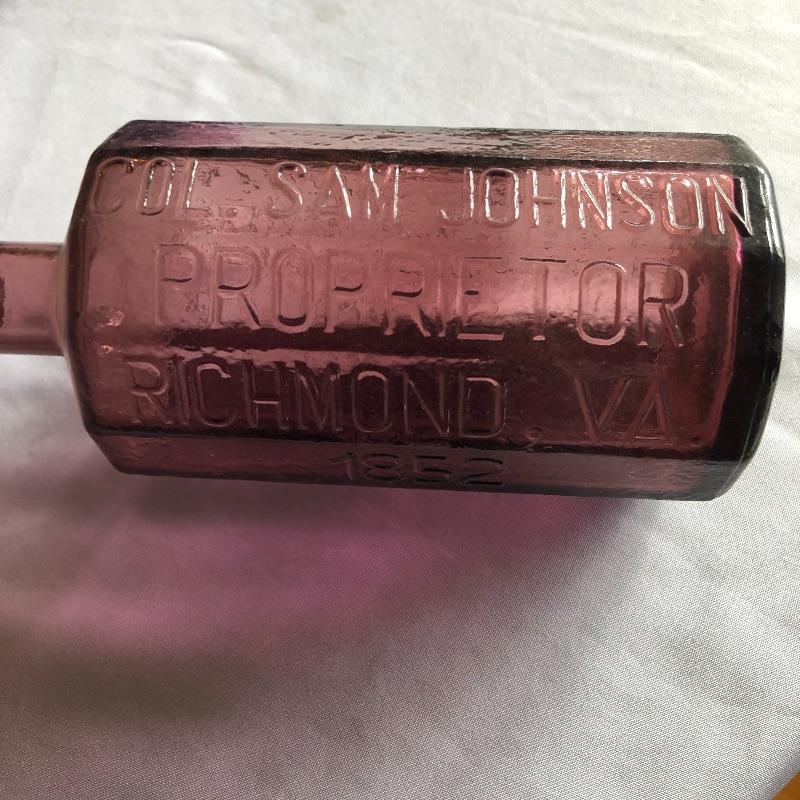 COL. SAM JOHNSON
PROPRIETOR
RICHMOND, VA.
1852